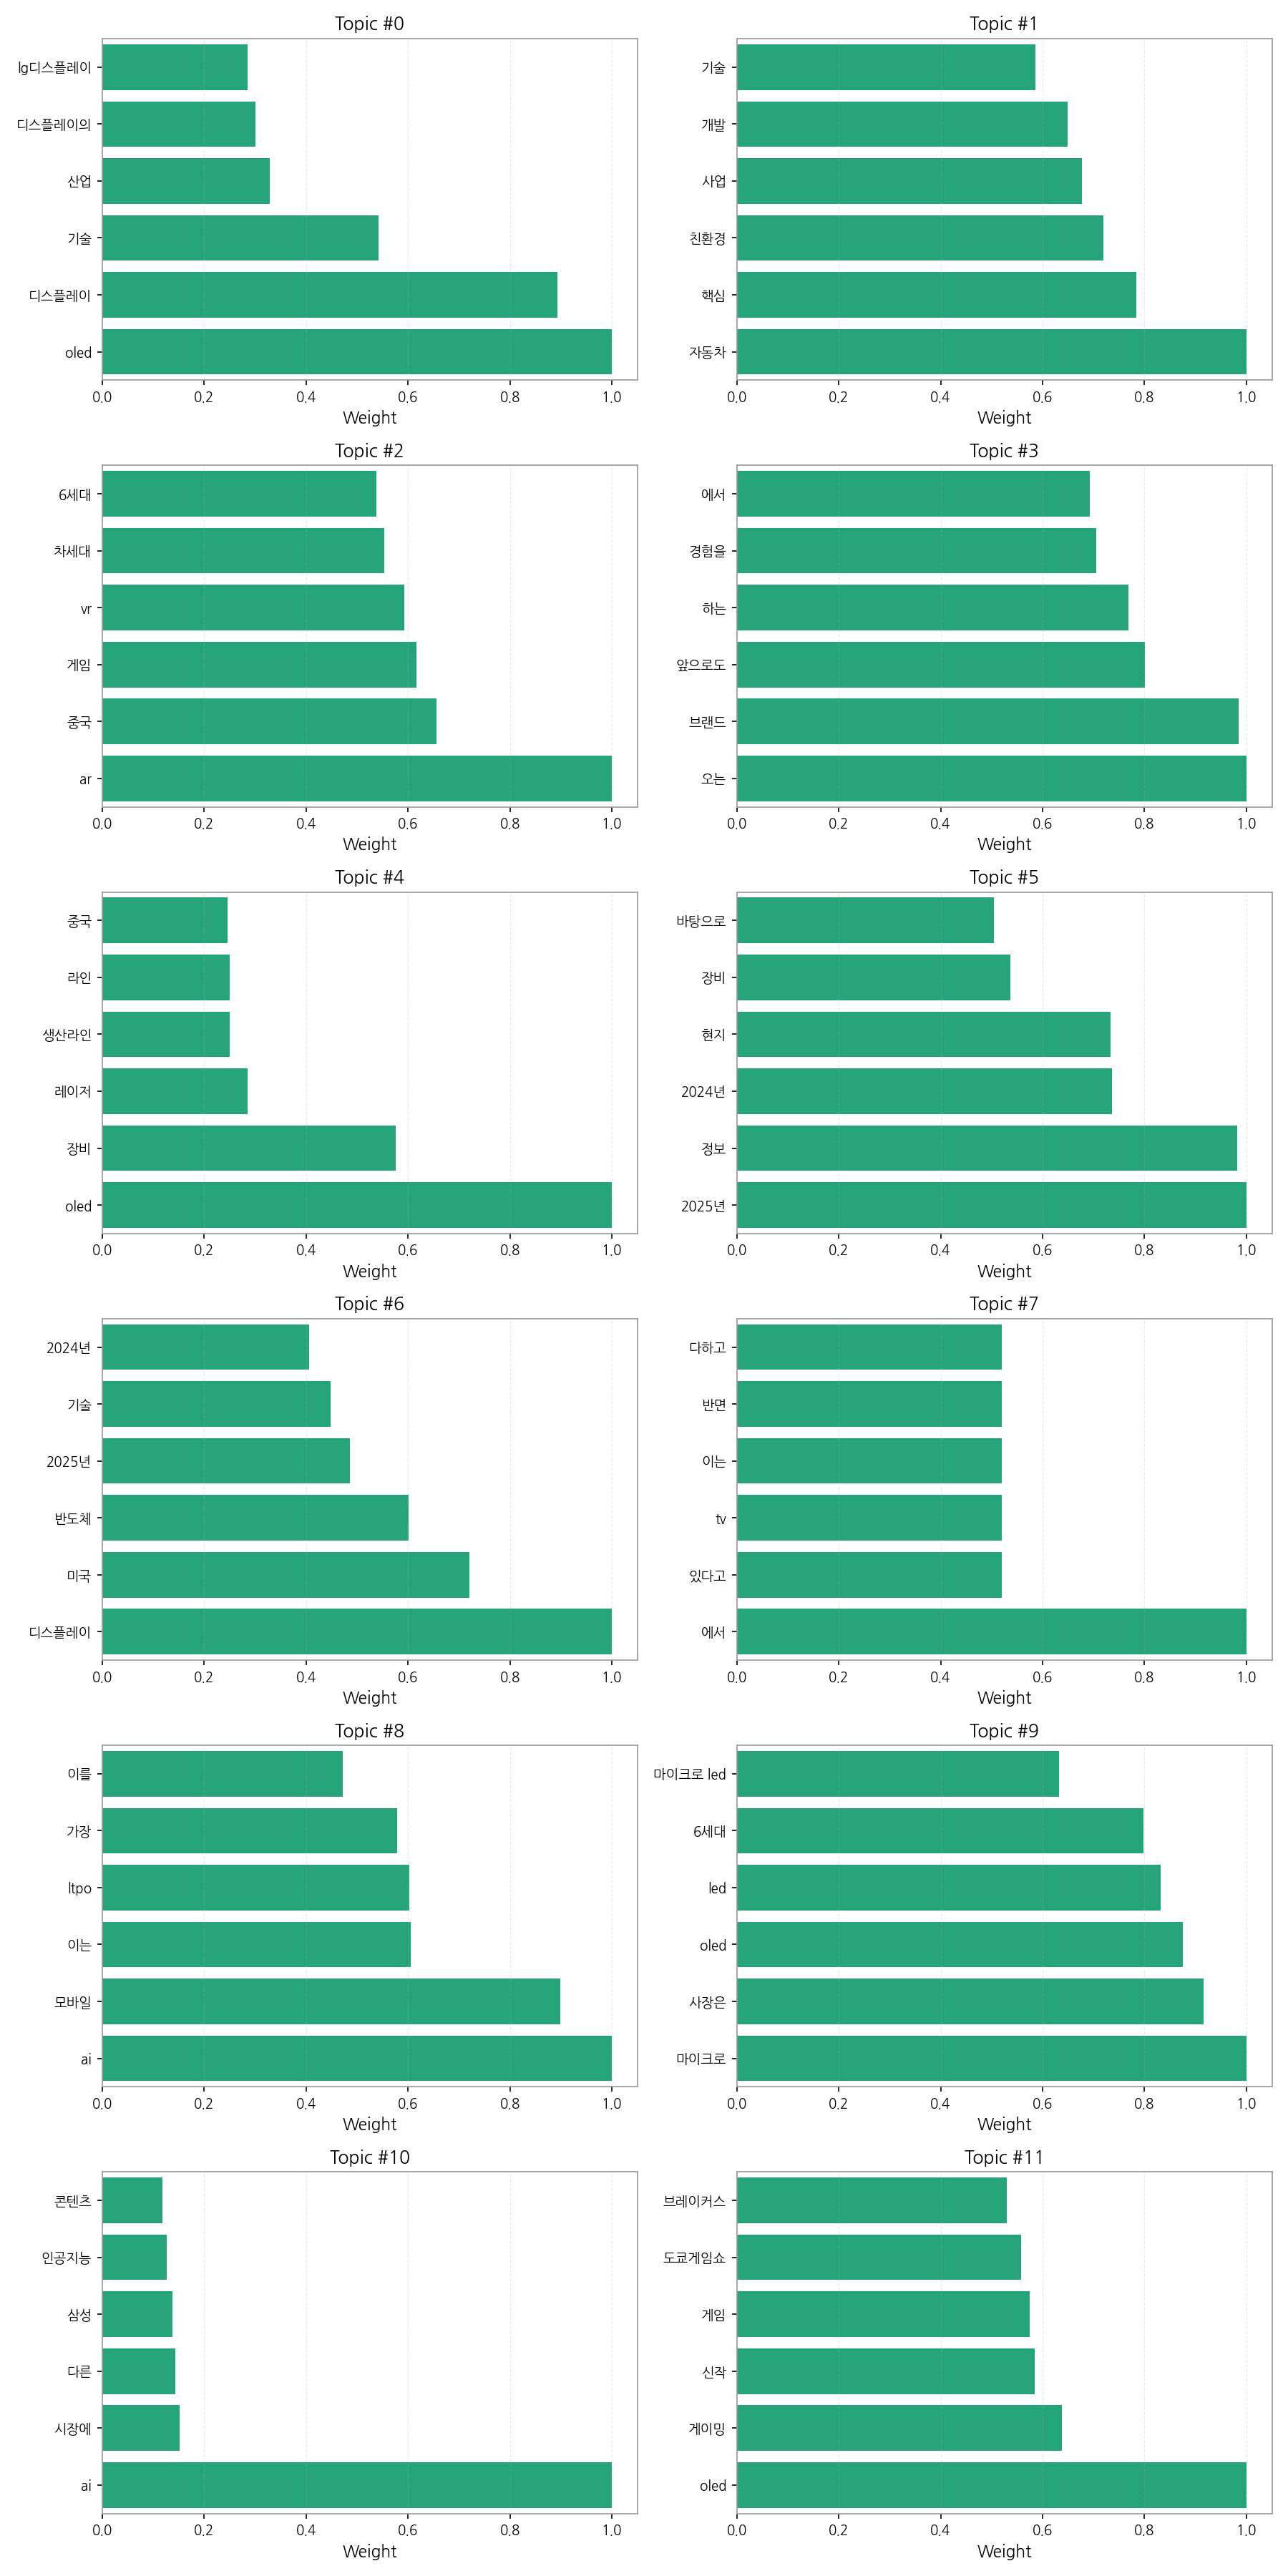 Topic #0
lg디스플레이
디스플레이의
산업
기술
디스플레이
oled
0.0 0.2 0.4 0.6 0.8 1.0
Weight
Topic #1
기술
개발
사업
친환경
핵심
자동차
0.0 0.2 0.4 0.6 0.8 1.0
Weight
Topic #2
6세대
차세대
vr
게임
중국
ar
0.0 0.2 0.4 0.6 0.8 1.0
Weight
Topic #3
에서
경험을
하는
앞으로도
브랜드
오는
0.0 0.2 0.4 0.6 0.8 1.0
Weight
Topic #4
중국
라인
생산라인
레이저
장비
oled
0.0 0.2 0.4 0.6 0.8 1.0
Weight
Topic #5
바탕으로
장비
현지
2024년
정보
2025년
0.0 0.2 0.4 0.6 0.8 1.0
Weight
Topic #6
2024년
기술
2025년
반도체
미국
디스플레이
0.0 0.2 0.4 0.6 0.8 1.0
Weight
Topic #7
다하고
반면
이는
tv
있다고
에서
0.0 0.2 0.4 0.6 0.8 1.0
Weight
Topic #8
이를
가장
ltpo
이는
모바일
ai
0.0 0.2 0.4 0.6 0.8 1.0
Weight
Topic #9
마이크로 led
6세대
led
oled
사장은
마이크로
0.0 0.2 0.4 0.6 0.8 1.0
Weight
Topic #10
콘텐츠
인공지능
삼성
다른
시장에
ai
0.0 0.2 0.4 0.6 0.8 1.0
Weight
Topic #11
브레이커스
도쿄게임쇼
게임
신작
게이밍
oled
0.0 0.2 0.4 0.6 0.8 1.0
Weight